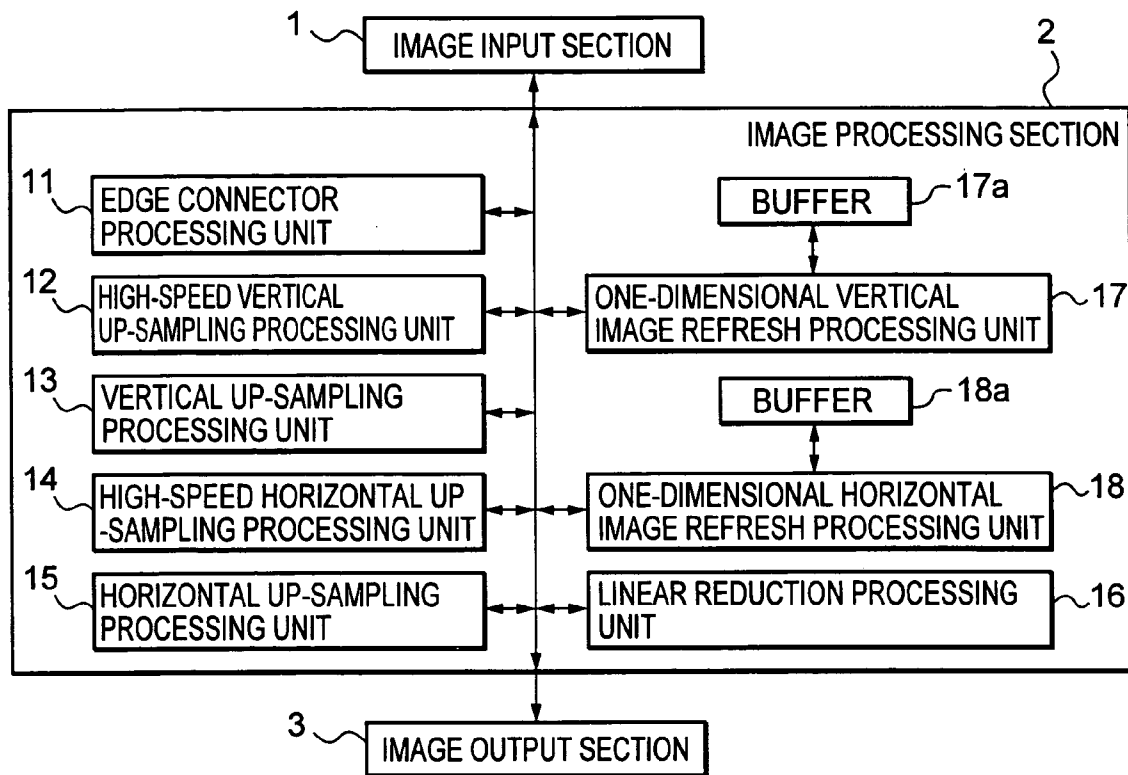 1
IMAGE INPUT SECTION
2
IMAGE PROCESSING SECTION
11
EDGE CONNECTOR
PROCESSING UNIT
12
HIGH-SPEED VERTICAL
UP-SAMPLING PROCESSING UNIT
13
VERTICAL UP-SAMPLING
PROCESSING UNIT
14
HIGH-SPEED HORIZONTAL UP
-SAMPLING PROCESSING UNIT
15
HORIZONTAL UP-SAMPLING
PROCESSING UNIT
BUFFER
17a
ONE-DIMENSIONAL VERTICAL
IMAGE REFRESH PROCESSING UNIT
17
BUFFER
18a
ONE-DIMENSIONAL HORIZONTAL
IMAGE REFRESH PROCESSING UNIT
18
LINEAR REDUCTION PROCESSING
UNIT
16
3
IMAGE OUTPUT SECTION